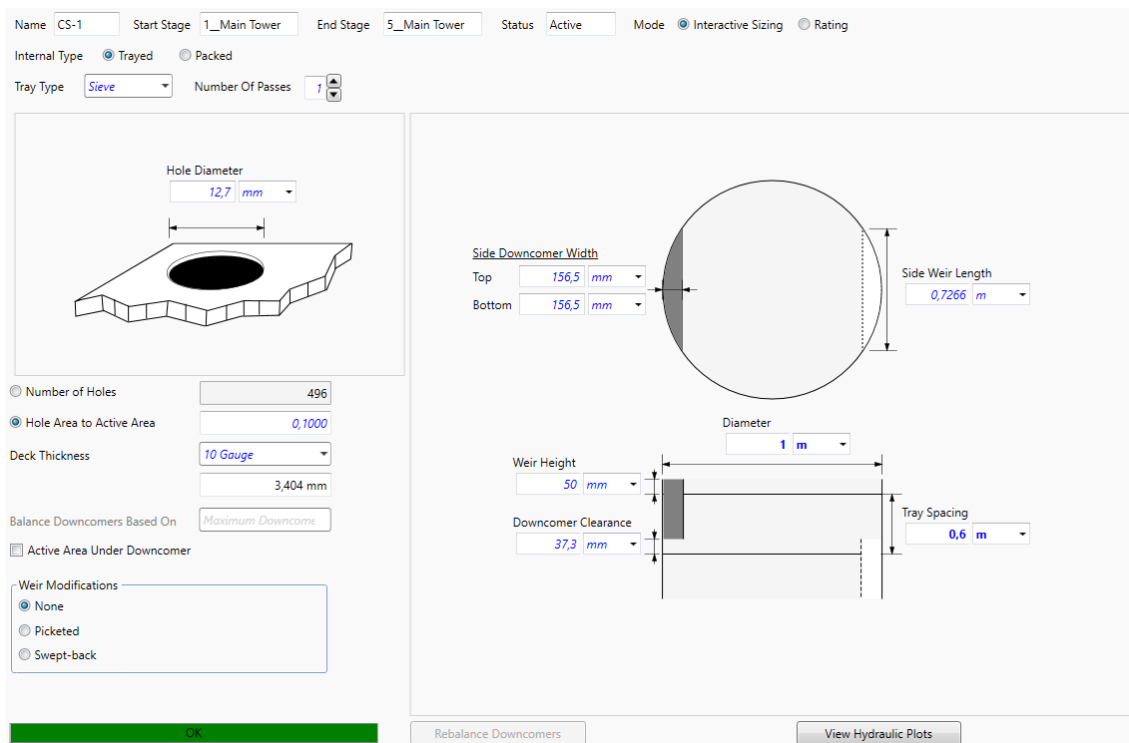 Name CS-1 Start Stage 1__Main Tower End Stage 5__Main Tower Status Active Mode Interactive Sizing Rating
Internal Type Trayed Packed
Tray Type Sieve Number Of Passes 1
Hole Diameter
12,7 mm
Side Downcomer Width
Top 156,5 mm
Bottom 156,5 mm
Side Weir Length
0,7266 m
Number of Holes 496
Hole Area to Active Area 0,1000
Deck Thickness 10 Gauge
3,404 mm
Balance Downcomers Based On Maximum Downcome
Active Area Under Downcomer
Weir Modifications
None
Picketed
Swept-back
Diameter
1 m
Weir Height
50 mm
Downcomer Clearance
37,3 mm
Tray Spacing
0,6 m
OK
Rebalance Downcomers
View Hydraulic Plots